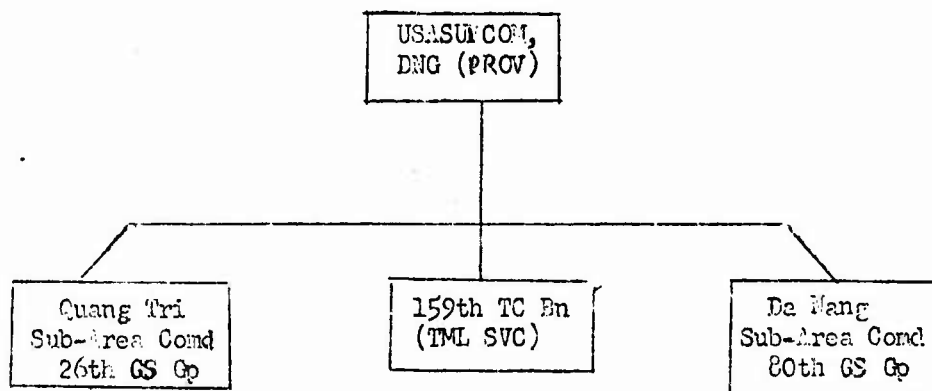 USASUPCOM,
DNG (PROV)
Quang Tri
Sub-Area Comd
26th GS Gp
159th TC Bn
(TML SVC)
Da Nang
Sub-Area Comd
80th GS Gp